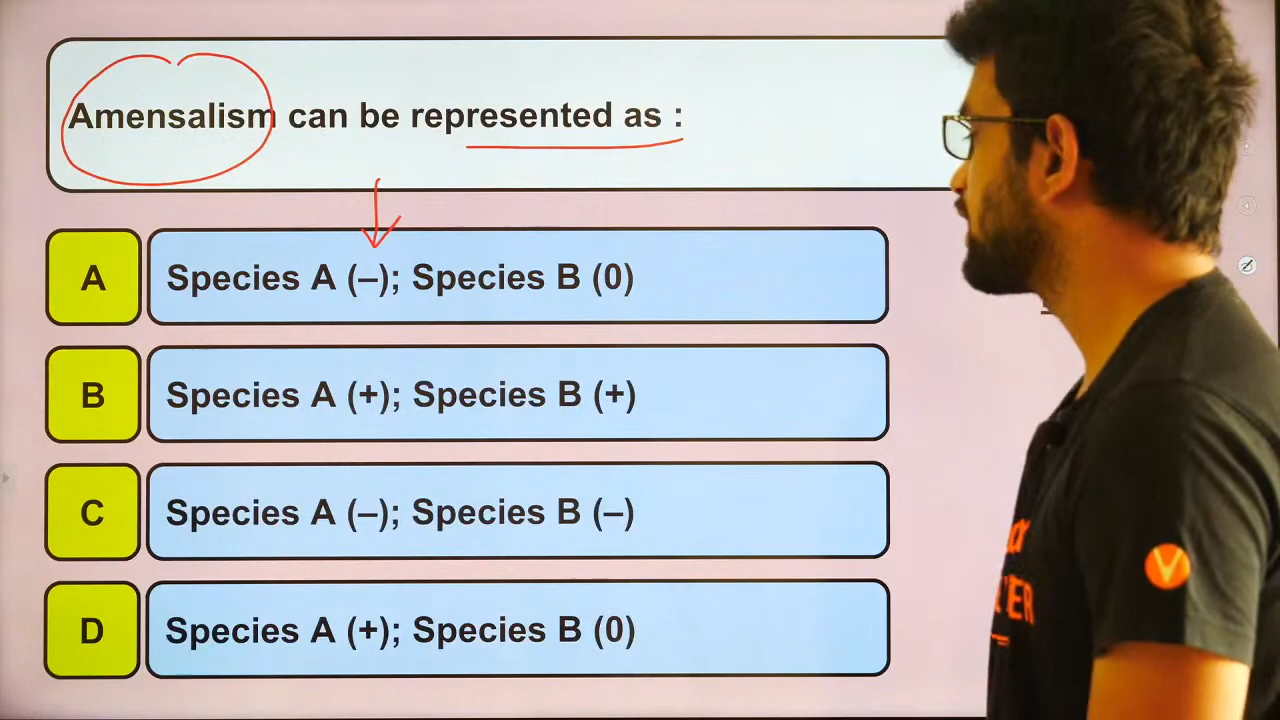 Amensalism can be represented as :
A
Species A (–); Species B (0)
B
Species A (+); Species B (+)
C
Species A (–); Species B (–)
D
Species A (+); Species B (0)
V